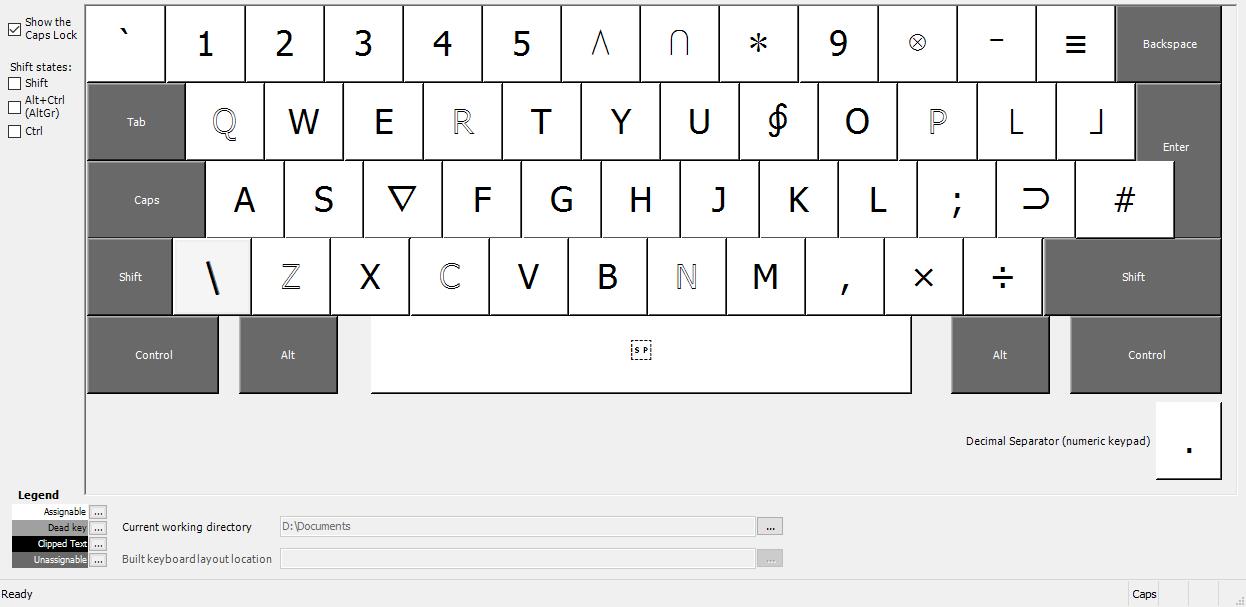 Show the
Caps Lock
Shift states:
Shift
Alt+Ctrl
(AltGr)
Ctrl
` 1 2 3 4 5 ∧ ∩ * 9 ⊗ − ≡ Backspace
Tab ℚ W E ℝ T Y U ∮ O ℙ ⌊ ⌋ Enter
Caps A S ▽ F G H J K L ; ⊃ #
Shift \ ℤ X ℂ V B ℕ M , × ÷ Shift
Control Alt SP Alt Control
Decimal Separator (numeric keypad) .
Legend
Assignable ...
Dead key ...
Clipped Text ...
Unassignable ...
Current working directory D:\Documents ...
Built keyboard layout location ...
Ready Caps